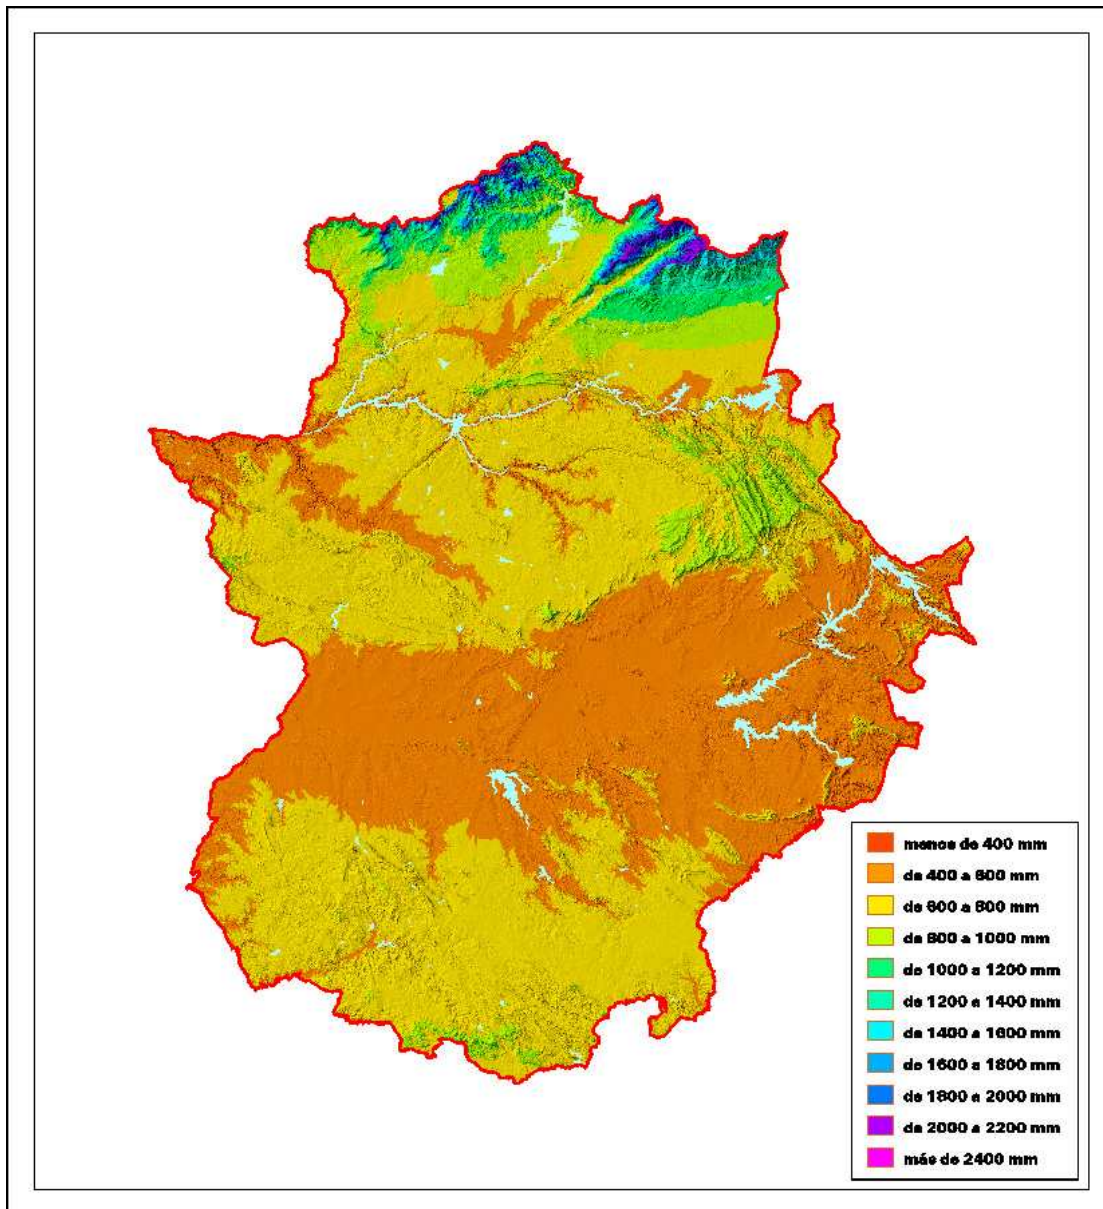 menos de 400 mm
de 400 a 600 mm
de 600 a 800 mm
de 800 a 1000 mm
de 1000 a 1200 mm
de 1200 a 1400 mm
de 1400 a 1600 mm
de 1600 a 1800 mm
de 1800 a 2000 mm
de 2000 a 2200 mm
más de 2400 mm